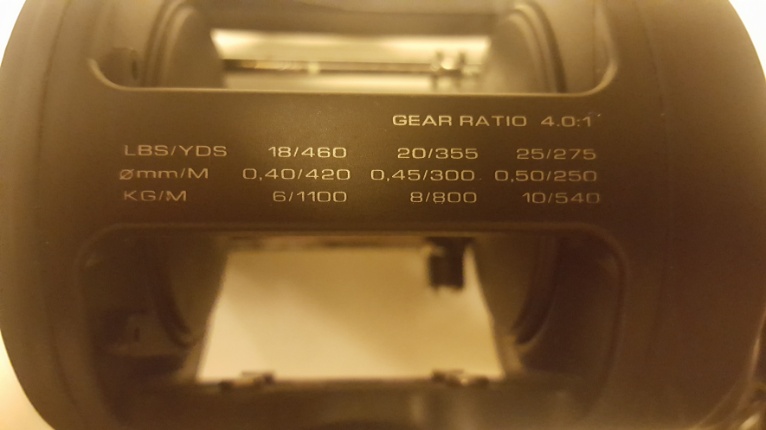 GEAR RATIO 4.0:1
LBS/YDS 18/460 20/355 25/275
ømm/M 0,40/420 0,45/300 0,50/250
KG/M 6/1100 8/800 10/540